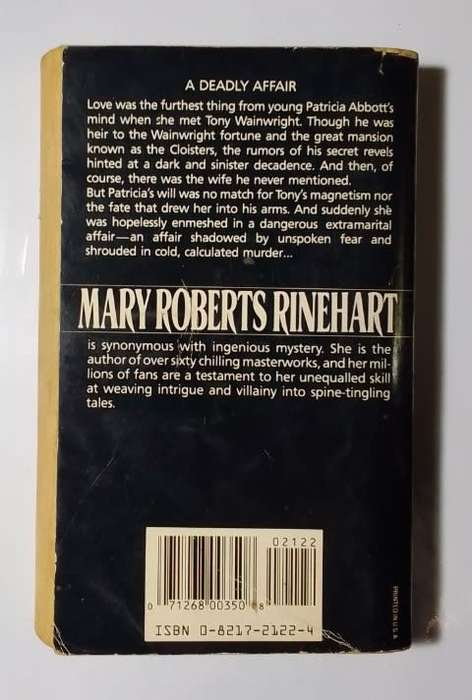 A DEADLY AFFAIR
Love was the furthest thing from young Patricia Abbott's
mind when she met Tony Wainwright. Though he was
heir to the Wainwright fortune and the great mansion
known as the Cloisters, the rumors of his secret revels
hinted at a dark and sinister decadence. And then, of
course, there was the wife he never mentioned.
But Patricia's will was no match for Tony's magnetism nor
the fate that drew her into his arms. And suddenly she
was hopelessly enmeshed in a dangerous extramarital
affair—an affair shadowed by unspoken fear and
shrouded in cold, calculated murder...
MARY ROBERTS RINEHART
is synonymous with ingenious mystery. She is the
author of over sixty chilling masterworks, and her mil-
lions of fans are a testament to her unequalled skill
at weaving intrigue and villainy into spine-tingling
tales.
02122
0 71268 00350 8
ISBN 0-8217-2122-4
PRINTED IN U.S.A.